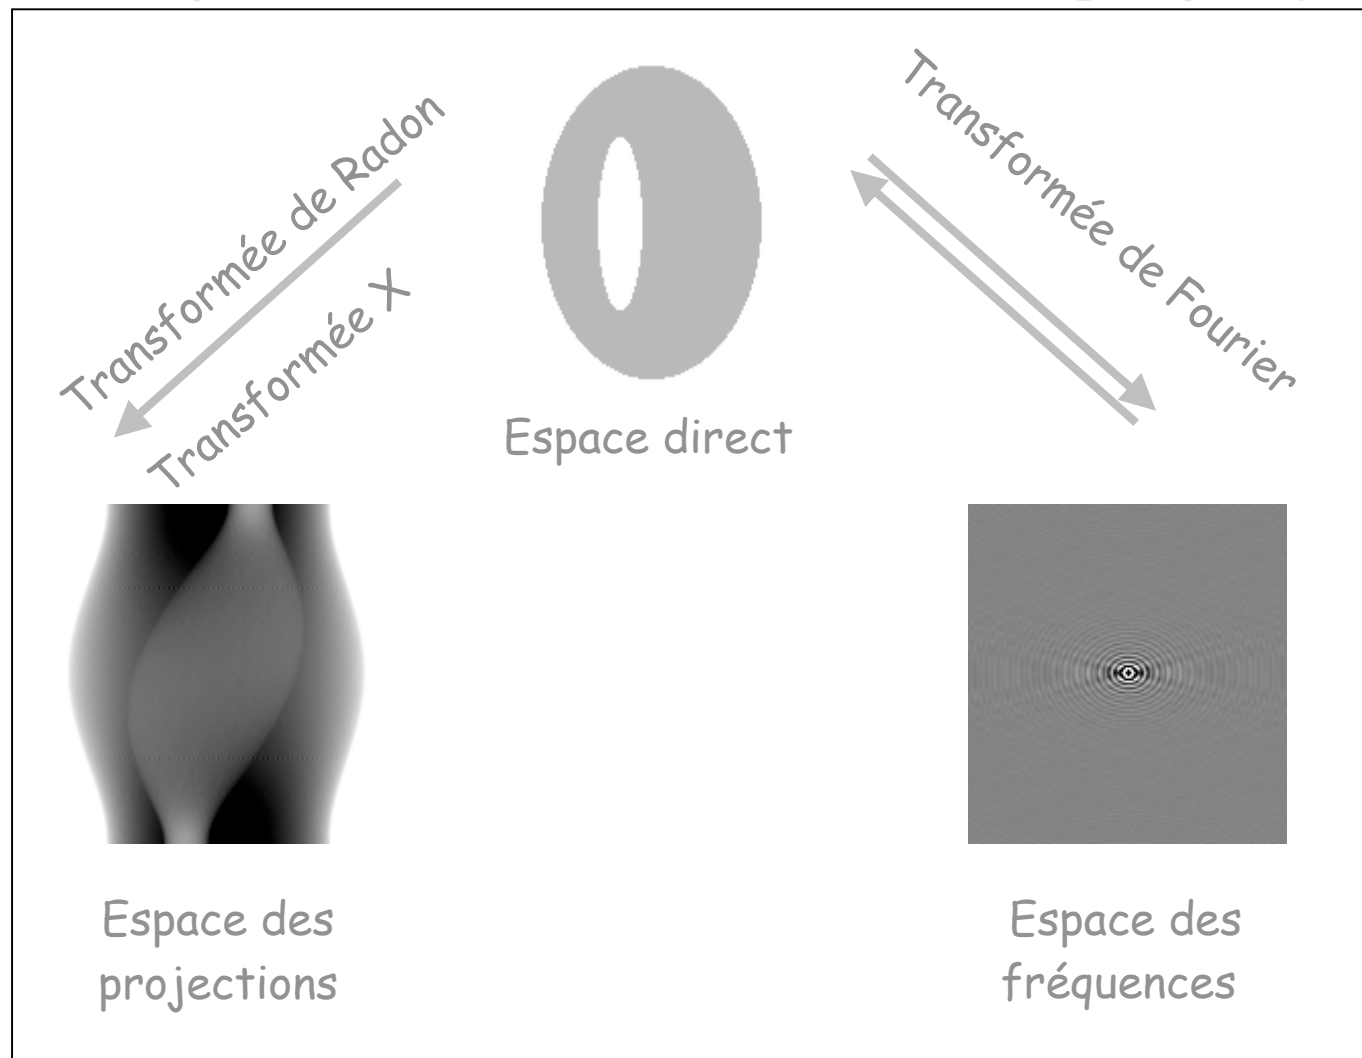 Transformée de Radon
Transformée X
Transformée de Fourier
Espace direct
Espace des
projections
Espace des
fréquences